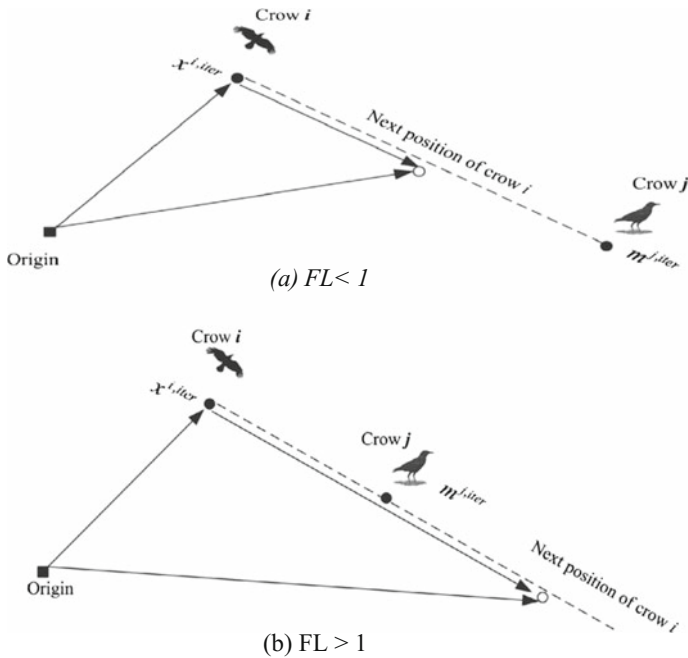 Crow i
x^{i,iter}
Next position of crow i
Crow j
m^{j,iter}
Origin
(a) FL< 1
Crow i
x^{i,iter}
Crow j
m^{j,iter}
Next position of crow i
Origin
(b) FL > 1